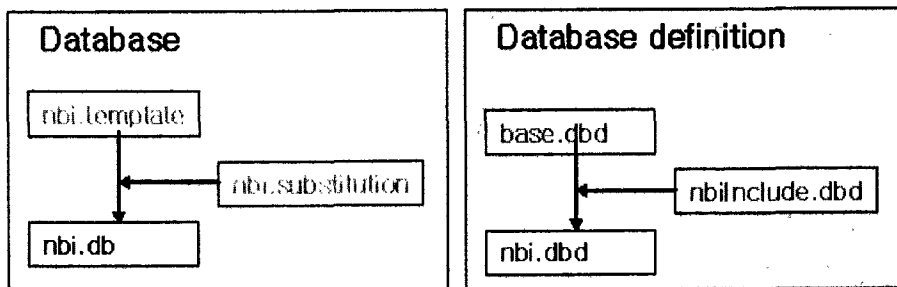 Database
nbi.template
nbi.substitution
nbi.db
Database definition
base.dbd
nbiInclude.dbd
nbi.dbd